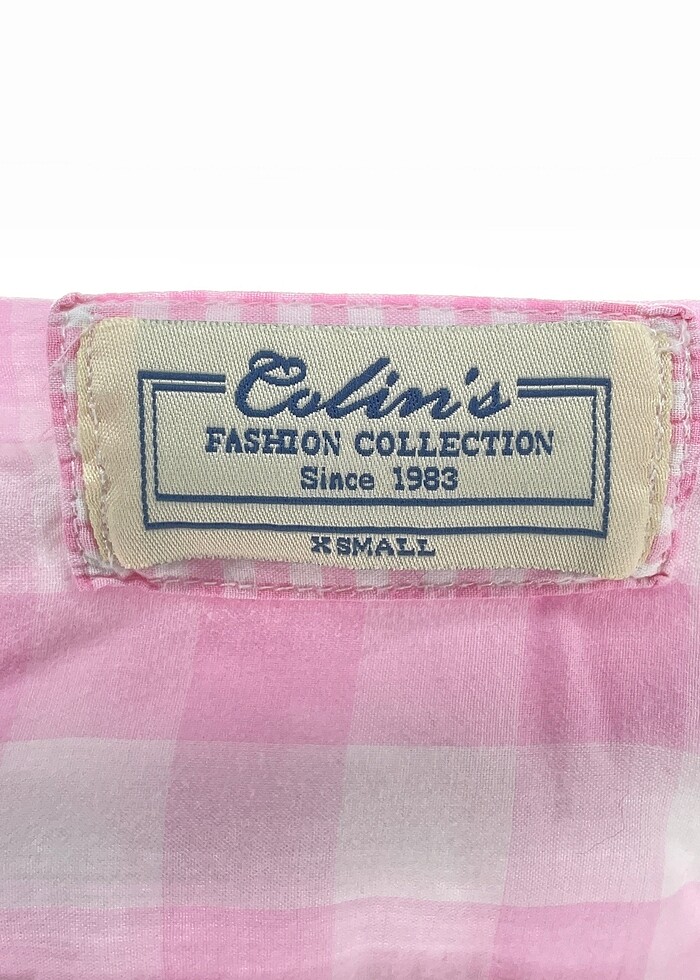 Colin's
FASHION COLLECTION
Since 1983
XSMALL